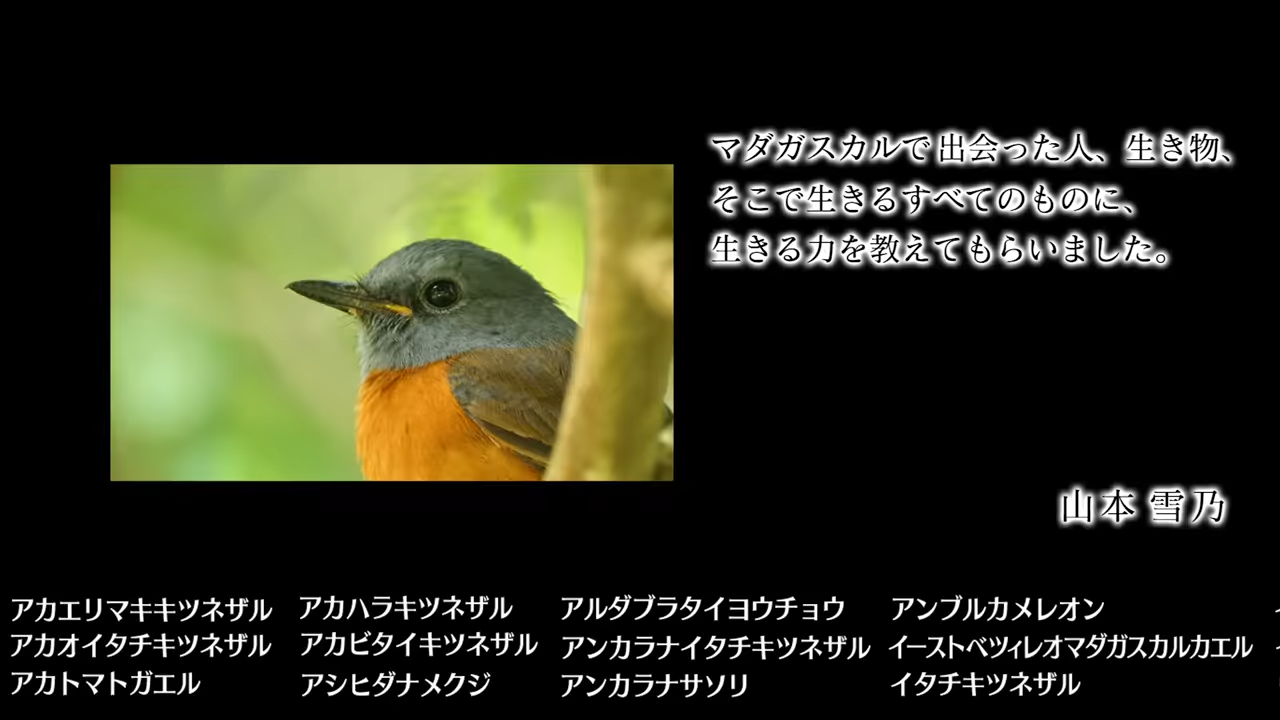 マダガスカルで出会った人、生き物、
そこで生きるすべてのものに、
生きる力を教えてもらいました。
山本 雪乃
アカエリマキキツネザル
アカオイタチキツネザル
アカトマトガエル
アカハラキツネザル
アカビタイキツネザル
アシヒダナメクジ
アルダブラタイヨウチョウ
アンカラナイタチキツネザル
アンカラナサソリ
アンブルカメレオン
イーストベツィレオマダガスカルカエル
イタチキツネザル